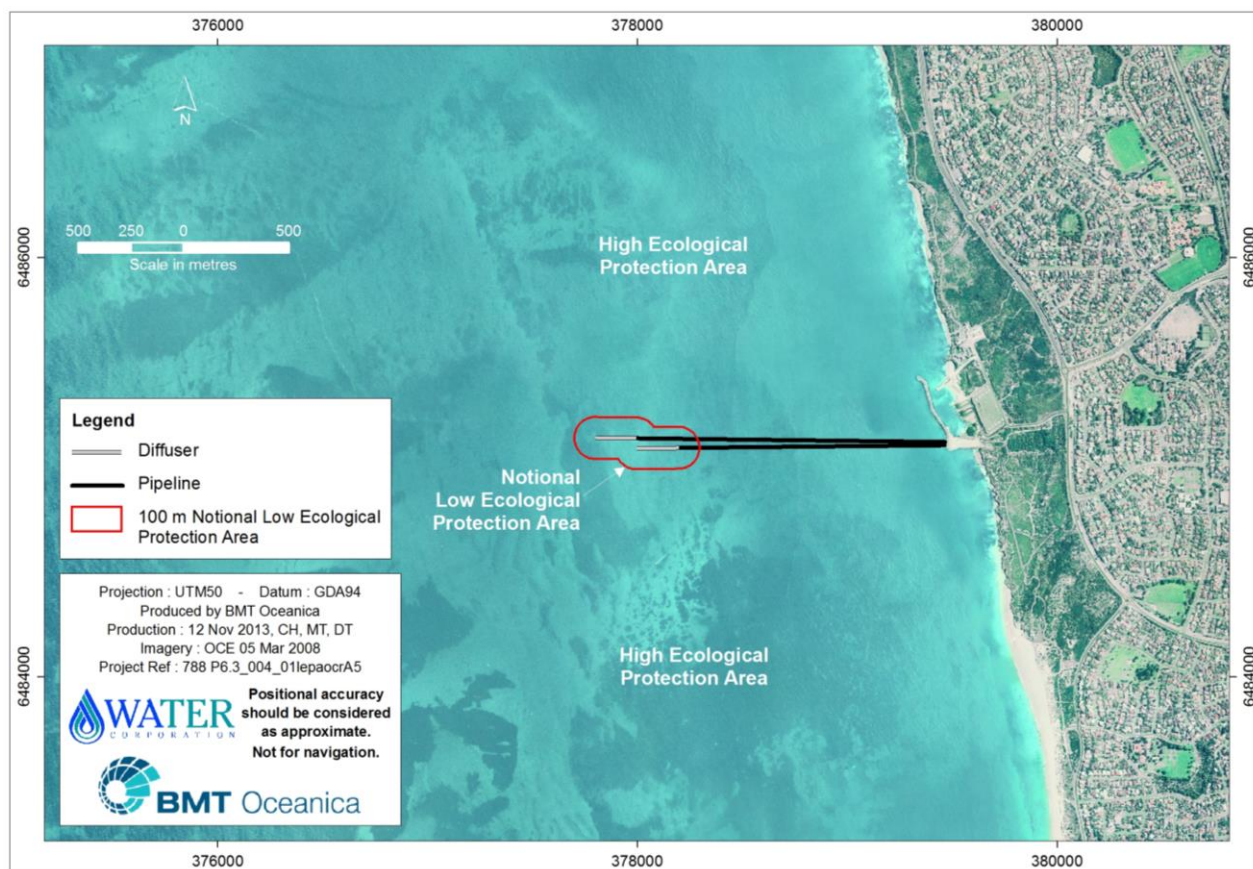 376000
378000
380000
N
500
250
0
500
Scale in metres
6486000
6486000
High Ecological
Protection Area
Notional
Low Ecological
Protection Area
High Ecological
Protection Area
6484000
6484000
Legend
Diffuser
Pipeline
100 m Notional Low Ecological
Protection Area
Projection : UTM50 - Datum : GDA94
Produced by BMT Oceanica
Production : 12 Nov 2013, CH, MT, DT
Imagery : OCE 05 Mar 2008
Project Ref : 788 P6.3_004_01lepaocrA5
WATER
CORPORATION
Positional accuracy
should be considered
as approximate.
Not for navigation.
BMT Oceanica
376000
378000
380000